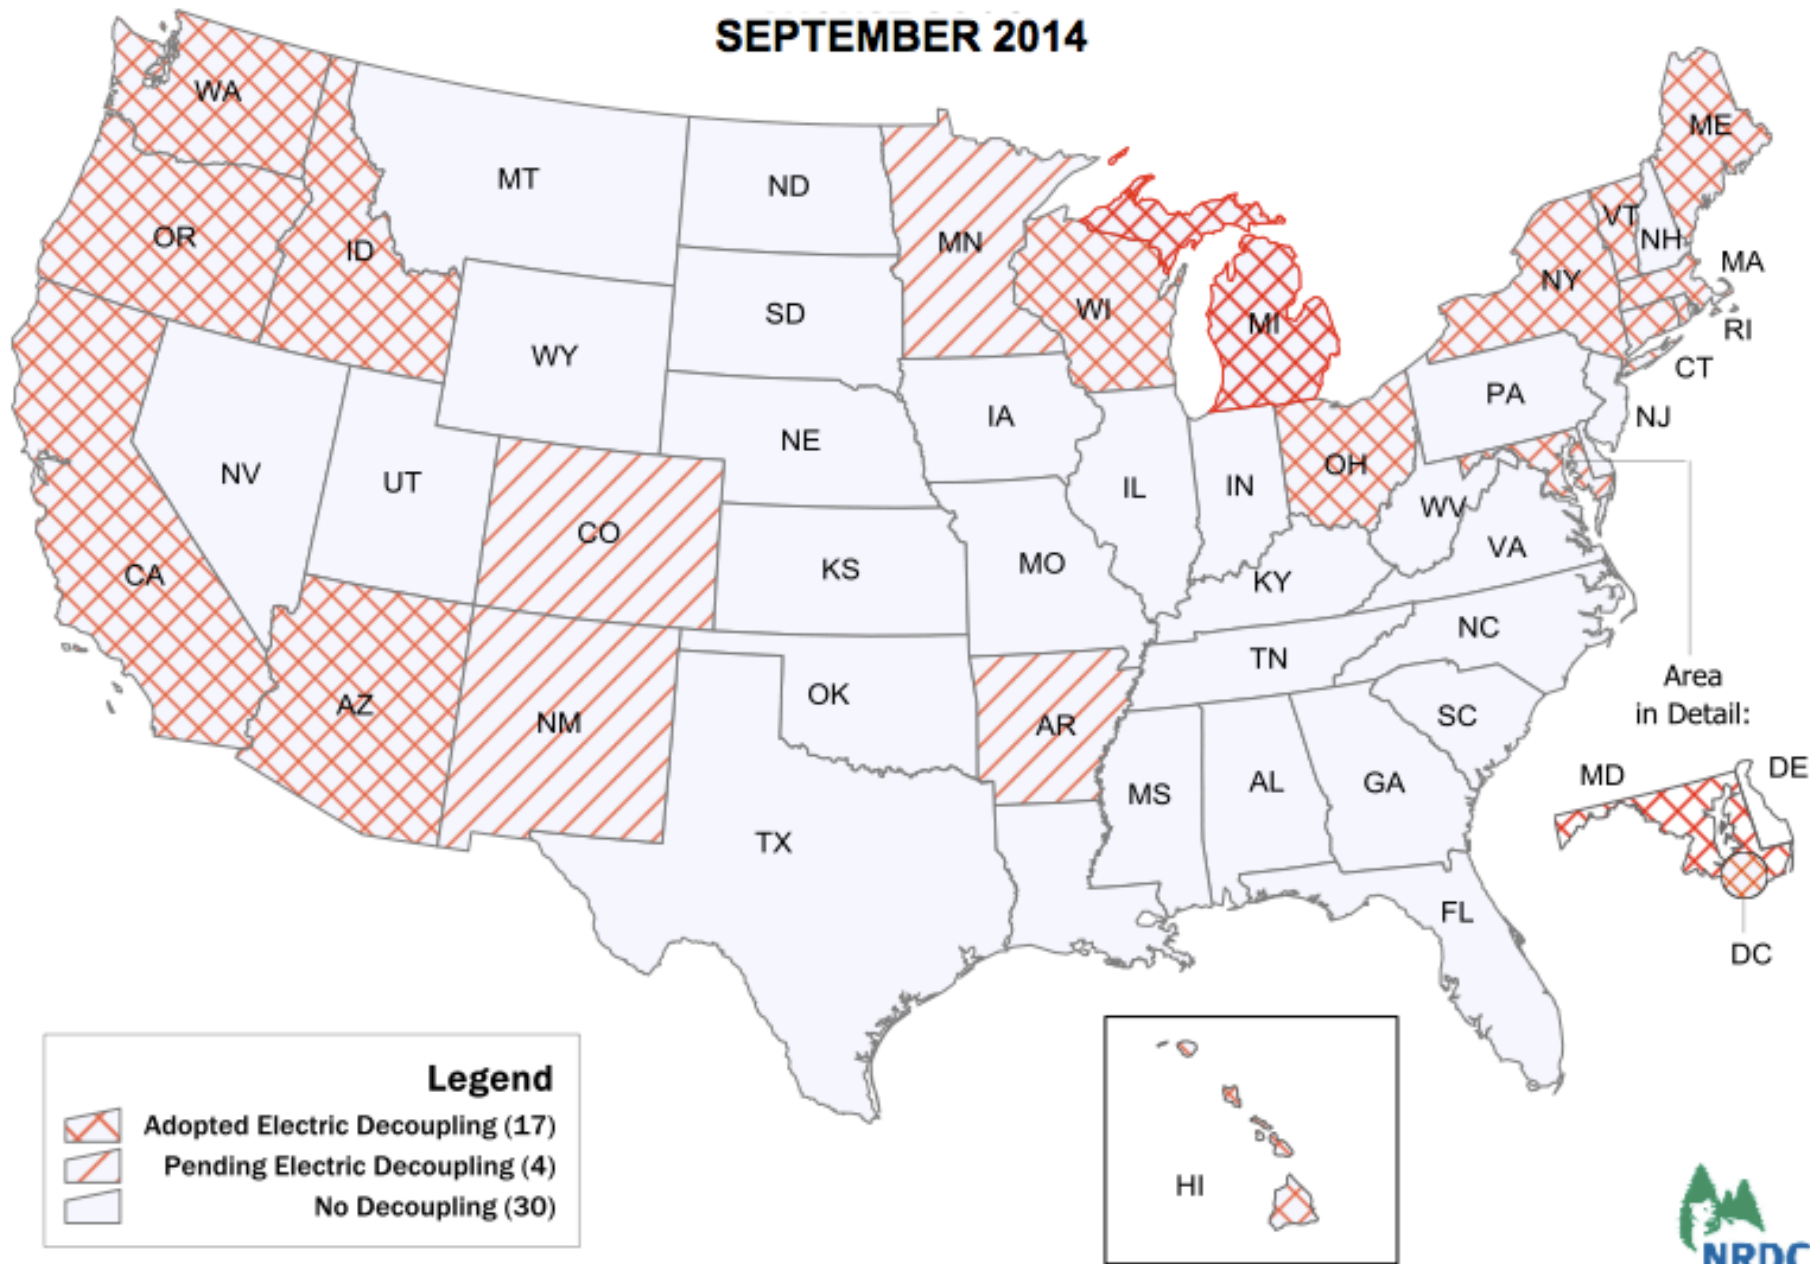 SEPTEMBER 2014
WA
MT
ND
MN
ME
VT
NH
MA
OR
ID
NY
SD
WI
MI
RI
WY
CT
IA
PA
NJ
NE
NV
UT
IL
IN
OH
WV
CO
VA
CA
KS
MO
KY
NC
TN
Area
in Detail:
AZ
NM
OK
AR
SC
MS
AL
GA
MD
DE
TX
FL
DC
HI
Legend
Adopted Electric Decoupling (17)
Pending Electric Decoupling (4)
No Decoupling (30)
NRDC